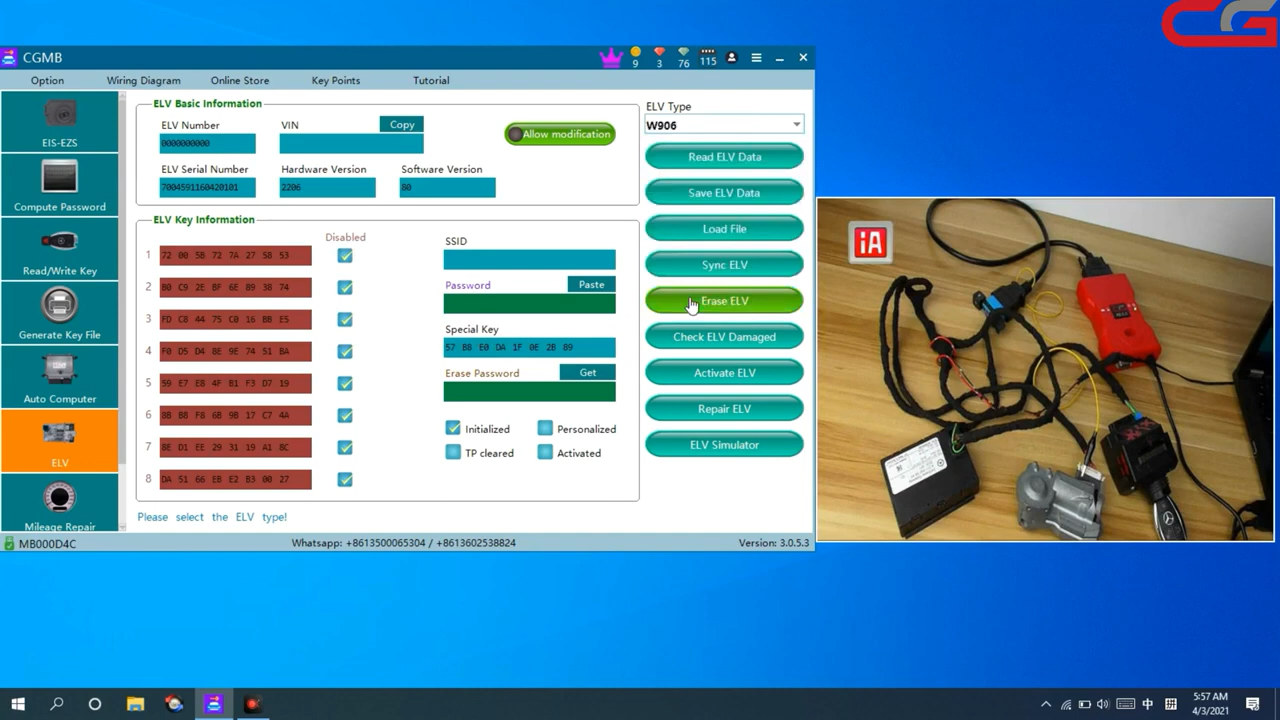 CG
CGMB
9 3 76 115
Option Wiring Diagram Online Store Key Points Tutorial
EIS-EZS
Compute Password
Read/Write Key
Generate Key File
Auto Computer
ELV
Mileage Repair
ELV Basic Information
ELV Number VIN Copy Allow modification
0000000000
ELV Serial Number Hardware Version Software Version
7004591160420101 2206 80
ELV Key Information
Disabled
1 72 00 5B 72 7A 27 58 53
2 B0 C9 2E BF 6E 89 38 74
3 FD C8 44 75 C0 16 BB E5
4 F0 D5 D4 8E 9E 74 51 BA
5 59 E7 E8 4F B1 F3 D7 19
6 8B B8 F8 6B 9B 17 C7 4A
7 8E D1 EE 29 31 19 A1 8C
8 DA 51 66 EB E2 B3 00 27
SSID
Password Paste
Special Key
57 B8 E0 DA 1F 0E 2B 89
Erase Password Get
Initialized Personalized
TP cleared Activated
ELV Type
W906
Read ELV Data
Save ELV Data
Load File
Sync ELV
Erase ELV
Check ELV Damaged
Activate ELV
Repair ELV
ELV Simulator
Please select the ELV type!
MB000D4C Whatsapp: +8613500065304 / +8613602538824 Version: 3.0.5.3
iA
中 拼
5:57 AM
4/3/2021